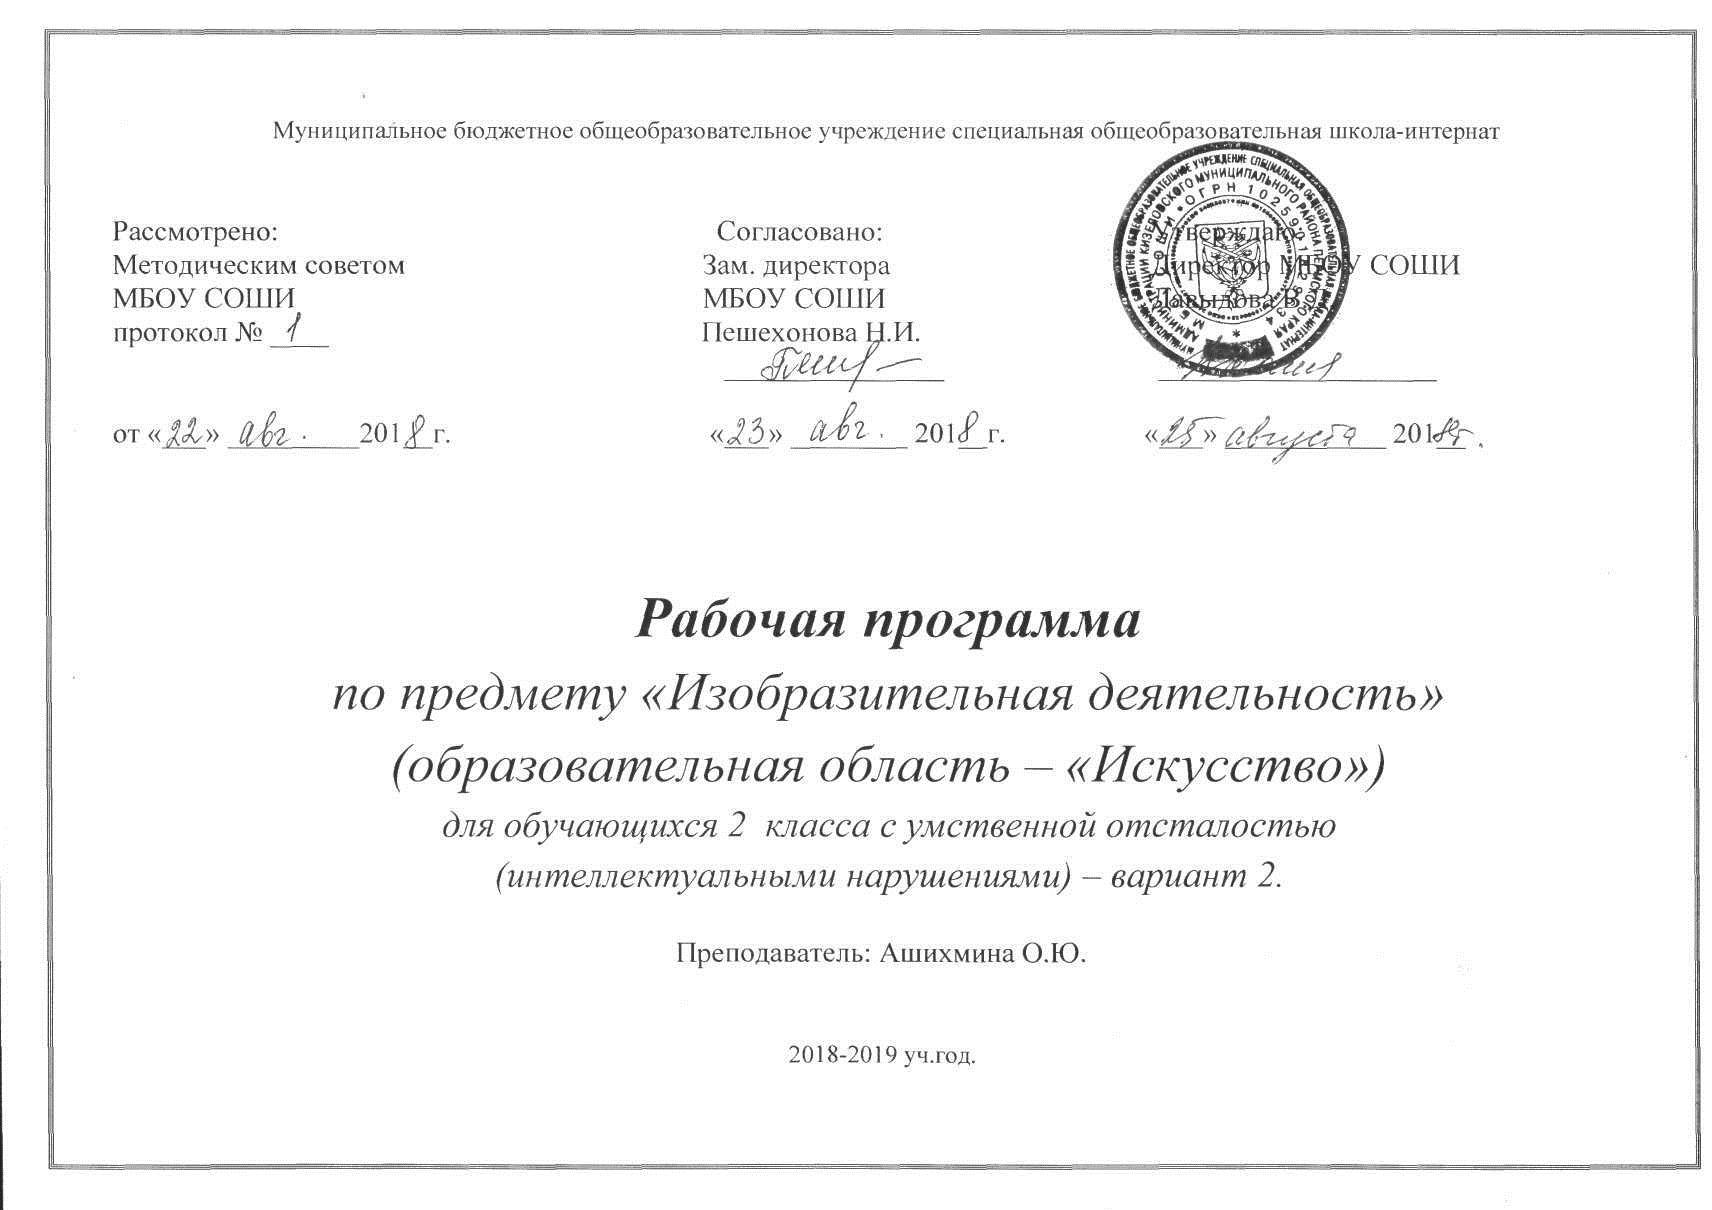 Муниципальное бюджетное общеобразовательное учреждение специальная общеобразовательная школа-интернат
Рассмотрено:
Методическим советом
МБОУ СОШИ
протокол № 1
от «22» авг. 2018 г.
Согласовано:
Зам. директора
МБОУ СОШИ
Пешехонова Н.И.
«23» авг. 2018 г.
Утверждаю:
Директор МБОУ СОШИ
Давыдова В.
«25» августа 2018г.
Рабочая программа
по предмету «Изобразительная деятельность»
(образовательная область – «Искусство»)
для обучающихся 2 класса с умственной отсталостью
(интеллектуальными нарушениями) – вариант 2.
Преподаватель: Ашихмина О.Ю.
2018-2019 уч.год.